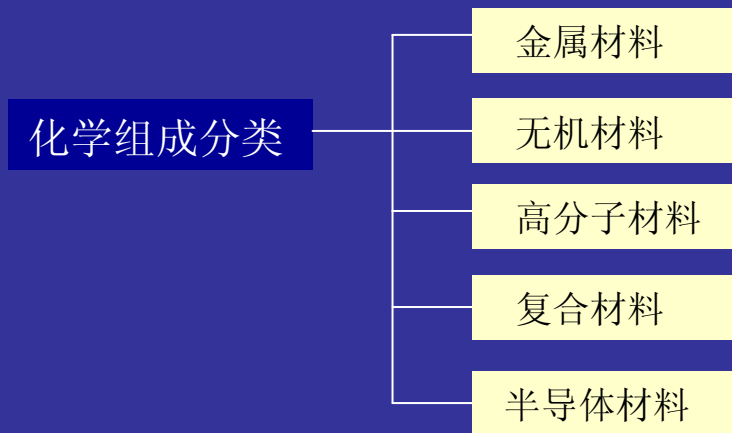 化学组成分类
金属材料
无机材料
高分子材料
复合材料
半导体材料